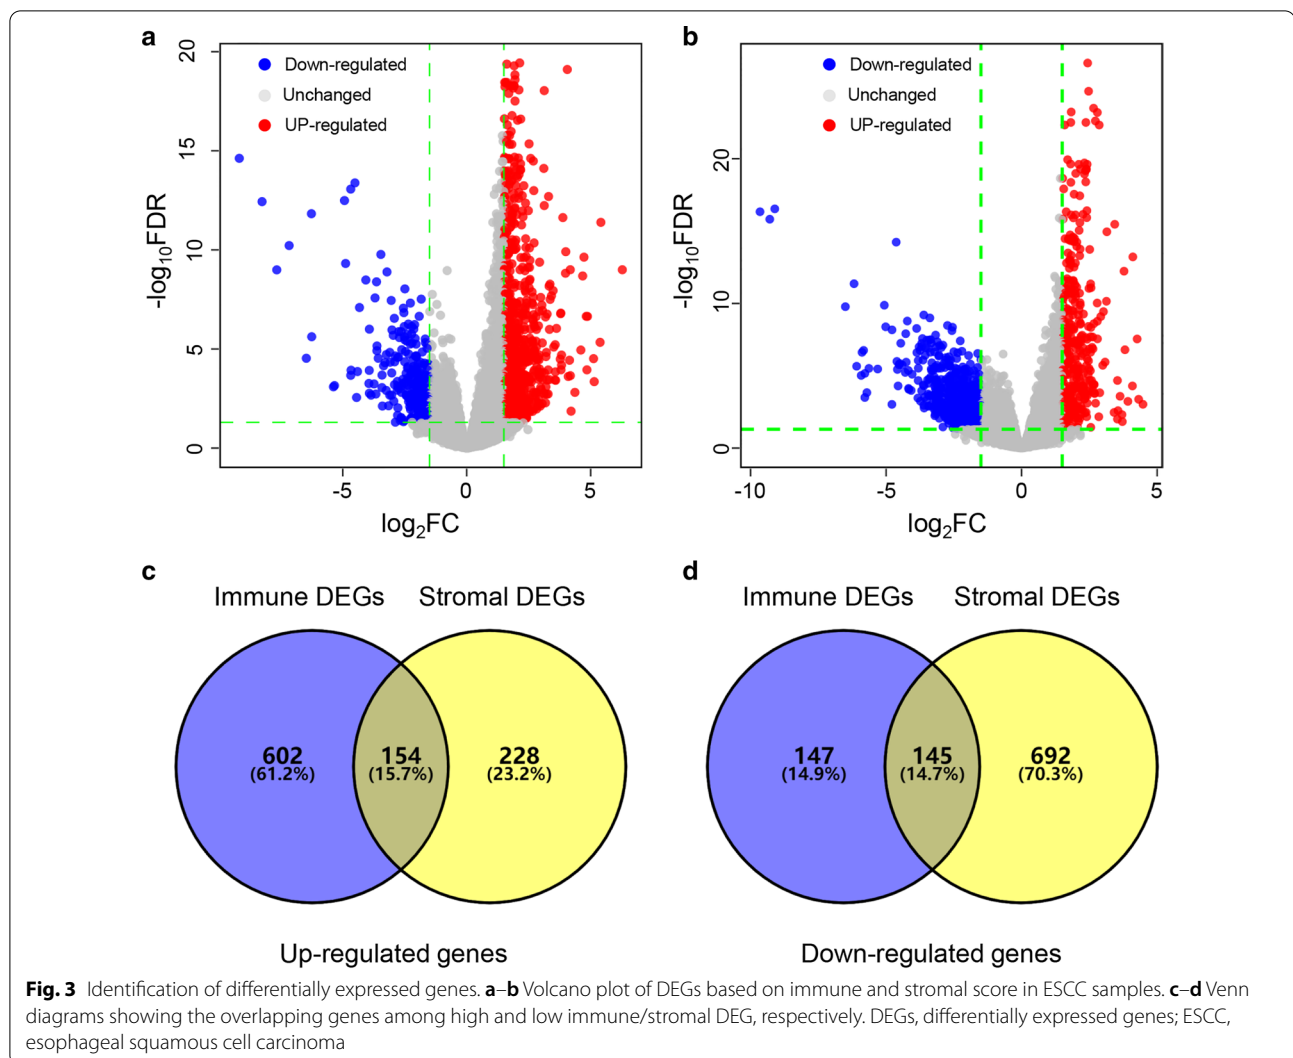 a
20
15
10
5
0
-log10FDR
Down-regulated
Unchanged
UP-regulated
-5 0 5
log2FC
b
20
10
0
-log10FDR
Down-regulated
Unchanged
UP-regulated
-10 -5 0 5
log2FC
c
Immune DEGs Stromal DEGs
602 154 228
(61.2%) (15.7%) (23.2%)
Up-regulated genes
d
Immune DEGs Stromal DEGs
147 145 692
(14.9%) (14.7%) (70.3%)
Down-regulated genes
Fig. 3 Identification of differentially expressed genes. a–b Volcano plot of DEGs based on immune and stromal score in ESCC samples. c–d Venn
diagrams showing the overlapping genes among high and low immune/stromal DEG, respectively. DEGs, differentially expressed genes; ESCC,
esophageal squamous cell carcinoma